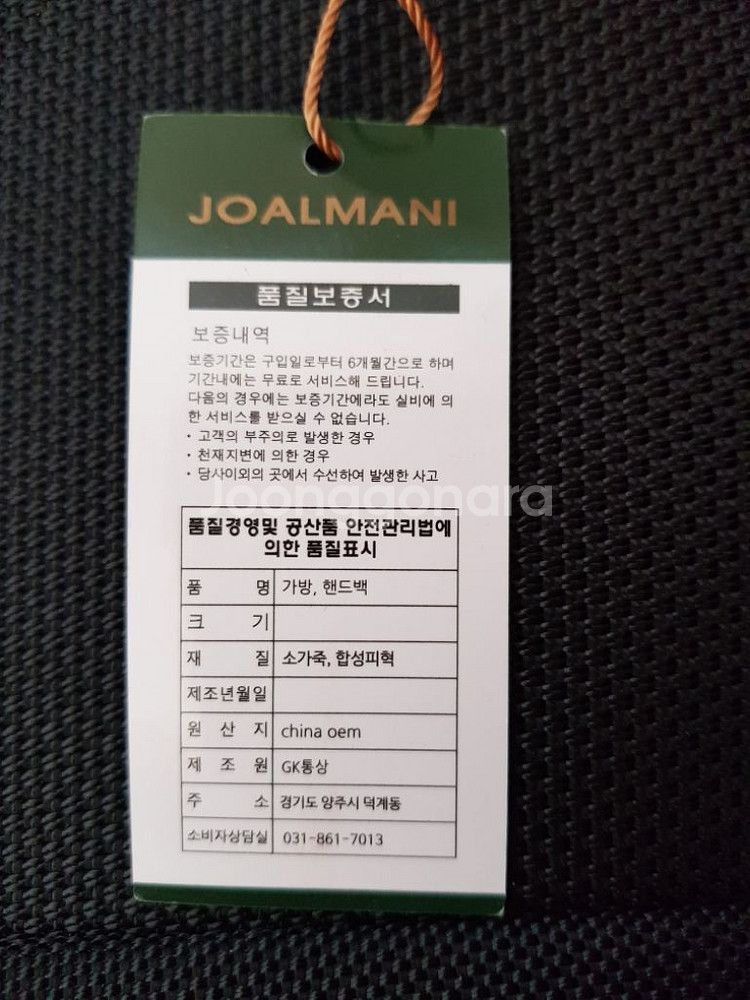 JOALMANI
품질보증서
보증내역
보증기간은 구입일로부터 6개월간으로 하며
기간내에는 무료로 서비스해 드립니다.
다음의 경우에는 보증기간에라도 실비에 의
한 서비스를 받으실 수 없습니다.
• 고객의 부주의로 발생한 경우
• 천재지변에 의한 경우
• 당사이외의 곳에서 수선하여 발생한 사고
Joonggonara
품질경영및 공산품 안전관리법에
의한 품질표시
품 명 가방, 핸드백
크 기
재 질 소가죽, 합성피혁
제조년월일
원 산 지 china oem
제 조 원 GK통상
주 소 경기도 양주시 덕계동
소비자상담실 031-861-7013